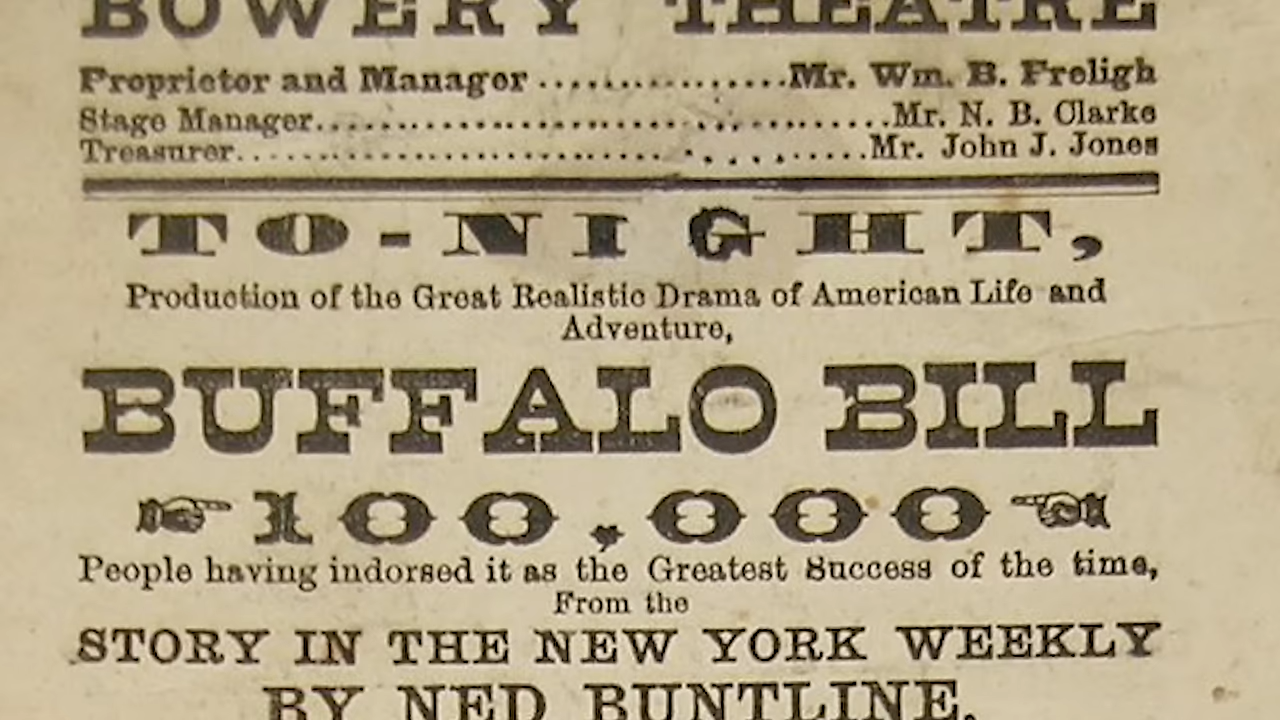 BOWERY THEATRE
Proprietor and Manager ......................Mr. Wm. B. Freligh
Stage Manager..........................................Mr. N. B. Clarke
Treasurer..............................................Mr. John J. Jones
TO-NIGHT,
Production of the Great Realistic Drama of American Life and
Adventure,
BUFFALO BILL
☞100,000☜
People having indorsed it as the Greatest Success of the time,
From the
STORY IN THE NEW YORK WEEKLY
BY NED BUNTLINE.